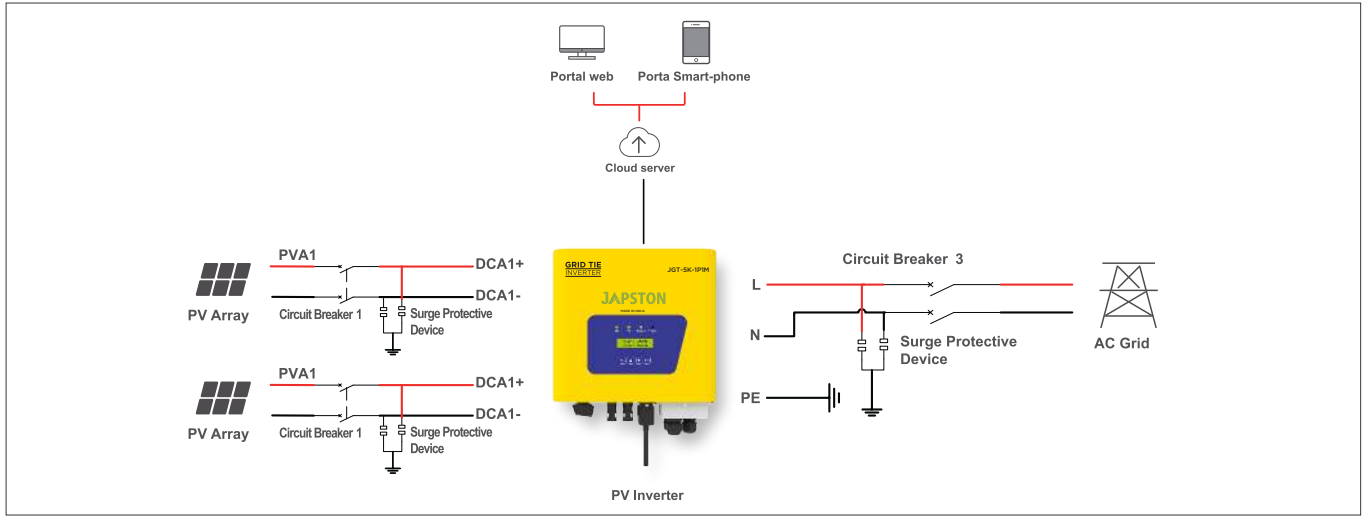 Portal web
Porta Smart-phone
Cloud server
PVA1
DCA1+
DCA1-
PV Array
Circuit Breaker 1
Surge Protective
Device
PVA1
DCA1+
DCA1-
PV Array
Circuit Breaker 1
Surge Protective
Device
GRID TIE
INVERTER
JGT-5K-1P1M
JAPSTON
PV Inverter
Circuit Breaker 3
L
N
Surge Protective
Device
AC Grid
PE